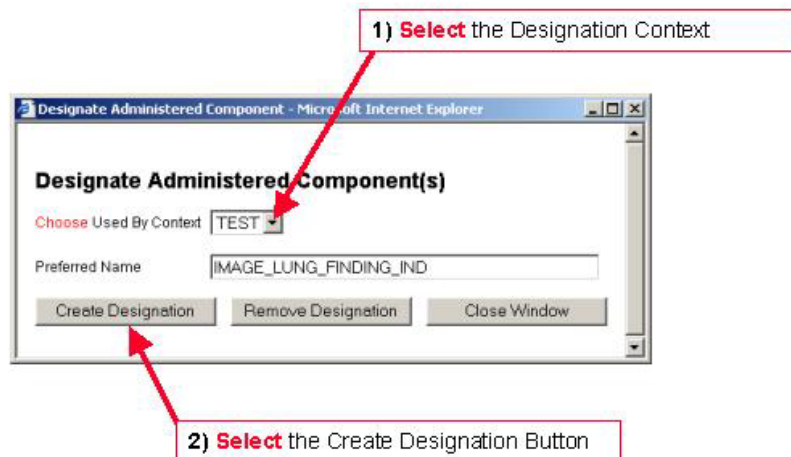 1) Select the Designation Context
Designate Administered Component - Microsoft Internet Explorer
Designate Administered Component(s)
Choose Used By Context TEST
Preferred Name IMAGE_LUNG_FINDING_IND
Create Designation Remove Designation Close Window
2) Select the Create Designation Button